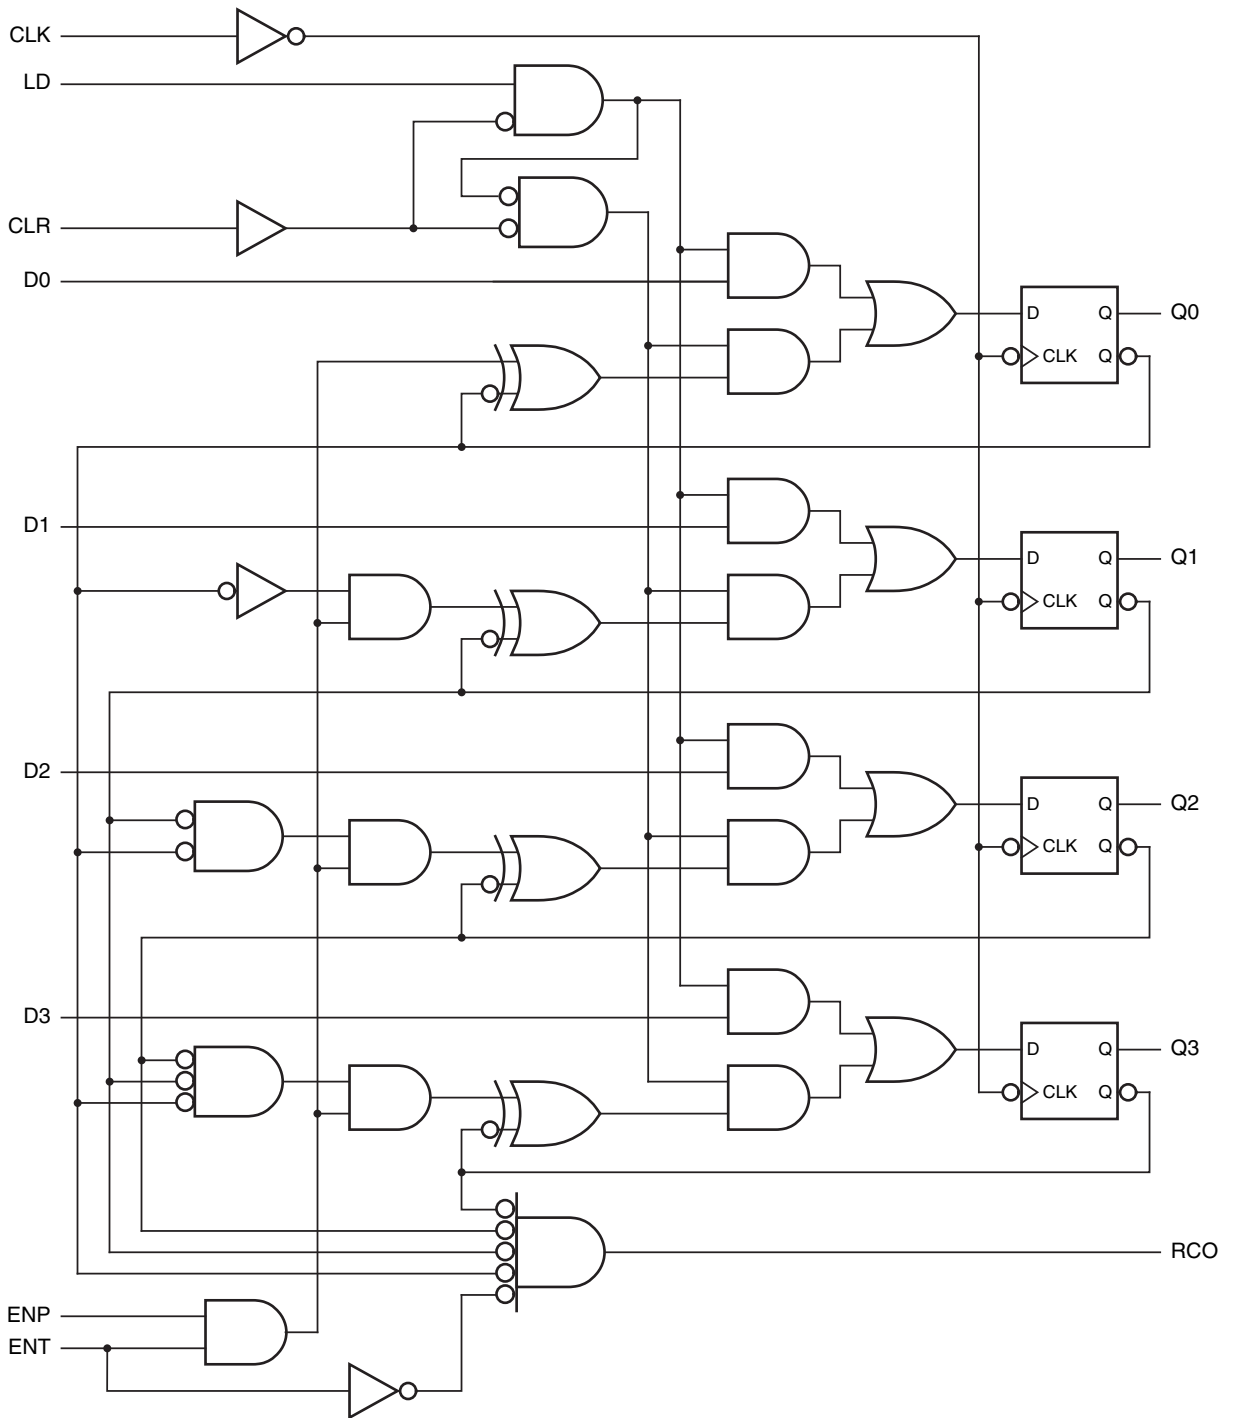 CLK
LD
CLR
D0
D Q Q0
CLK Q
D1
D Q Q1
CLK Q
D2
D Q Q2
CLK Q
D3
D Q Q3
CLK Q
RCO
ENP
ENT